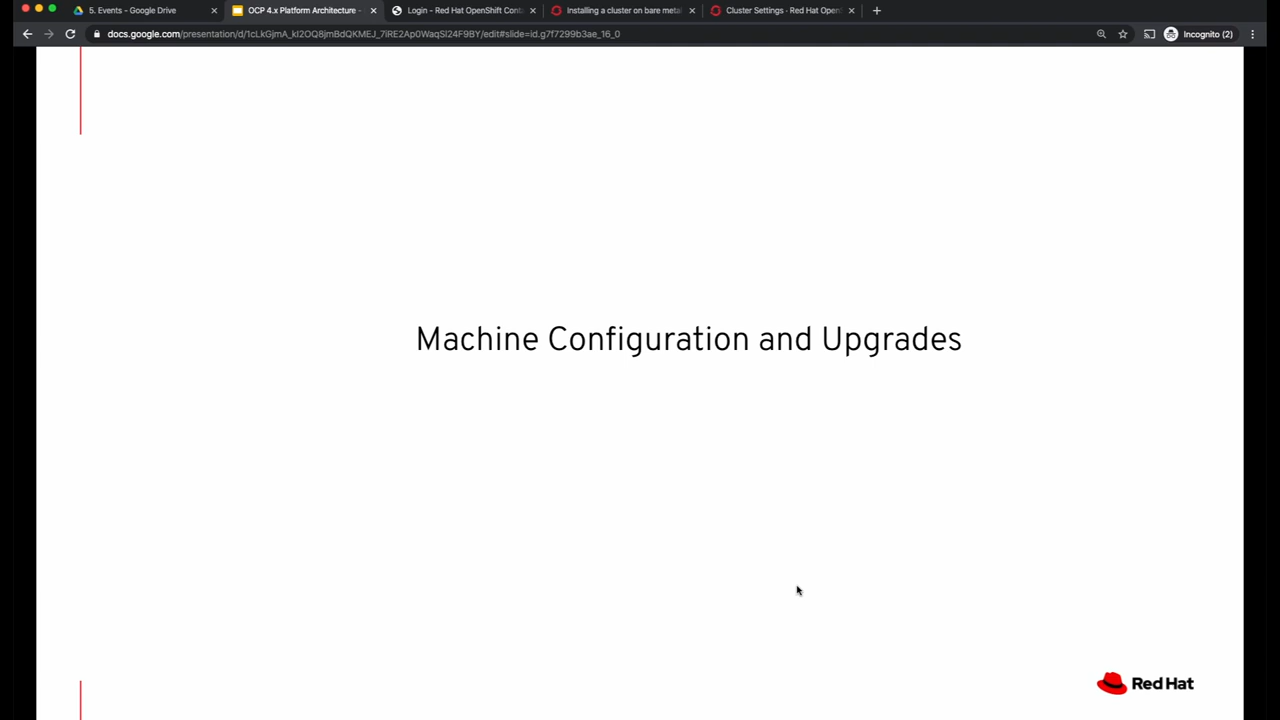 5. Events – Google Drive
OCP 4.x Platform Architecture -
Login – Red Hat OpenShift Cont
Installing a cluster on bare metal
Cluster Settings · Red Hat Open
docs.google.com/presentation/d/1cLkGjmA_kI2OQ8jmBdQKMEJ_7iRE2Ap0WaqSl24F9BY/edit#slide=id.g7f7299b3ae_16_0
Incognito (2)
Machine Configuration and Upgrades
Red Hat